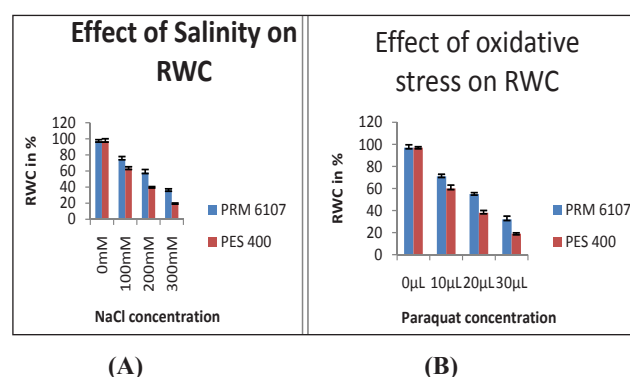 Effect of Salinity on
RWC
120
100
80
60
40
20
0
RWC in %
0mM
100mM
200mM
300mM
PRM 6107
PES 400
NaCl concentration
(A)
Effect of oxidative
stress on RWC
120
100
80
60
40
20
0
RWC in %
0µL 10µL 20µL 30µL
PRM 6107
PES 400
Paraquat concentration
(B)